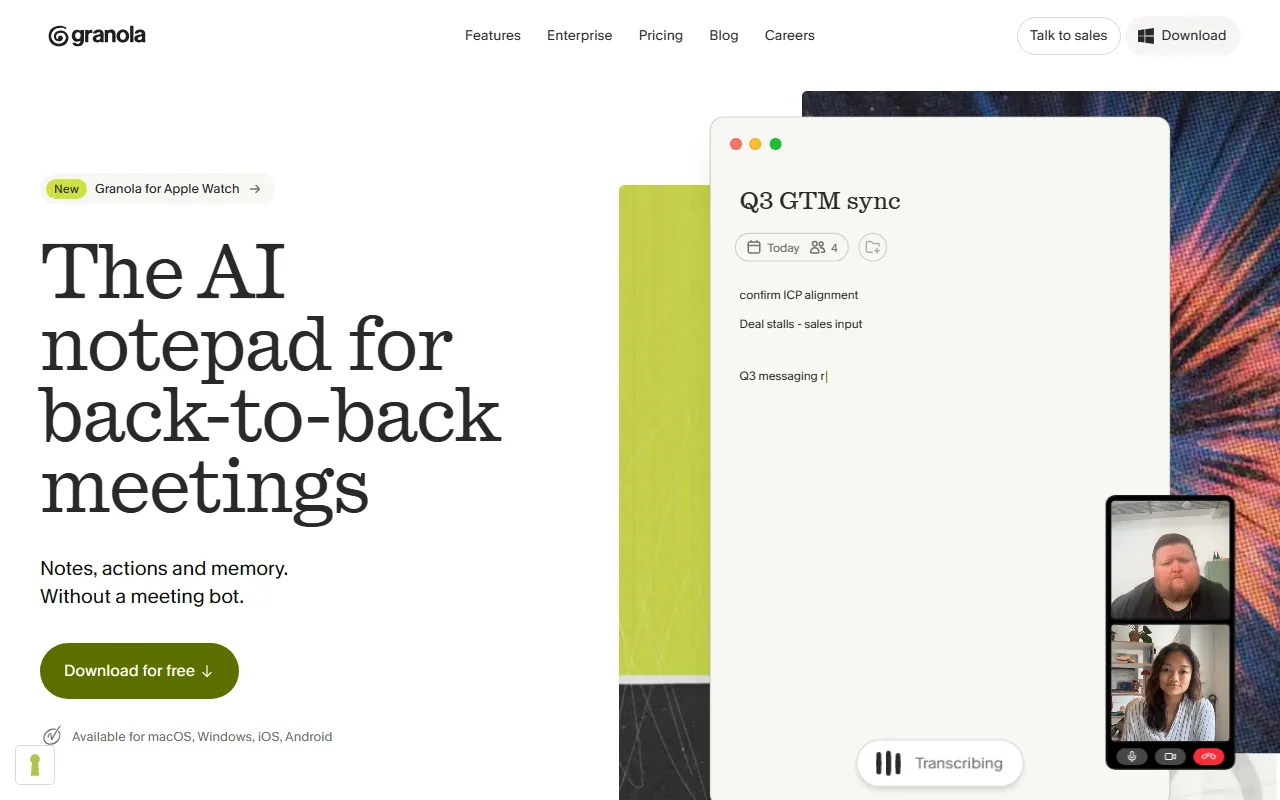 granola
Features
Enterprise
Pricing
Blog
Careers
Talk to sales
Download
New
Granola for Apple Watch →
The AI
notepad for
back-to-back
meetings
Notes, actions and memory.
Without a meeting bot.
Download for free ↓
Available for macOS, Windows, iOS, Android
Q3 GTM sync
Today
4
confirm ICP alignment
Deal stalls - sales input
Q3 messaging r
Transcribing